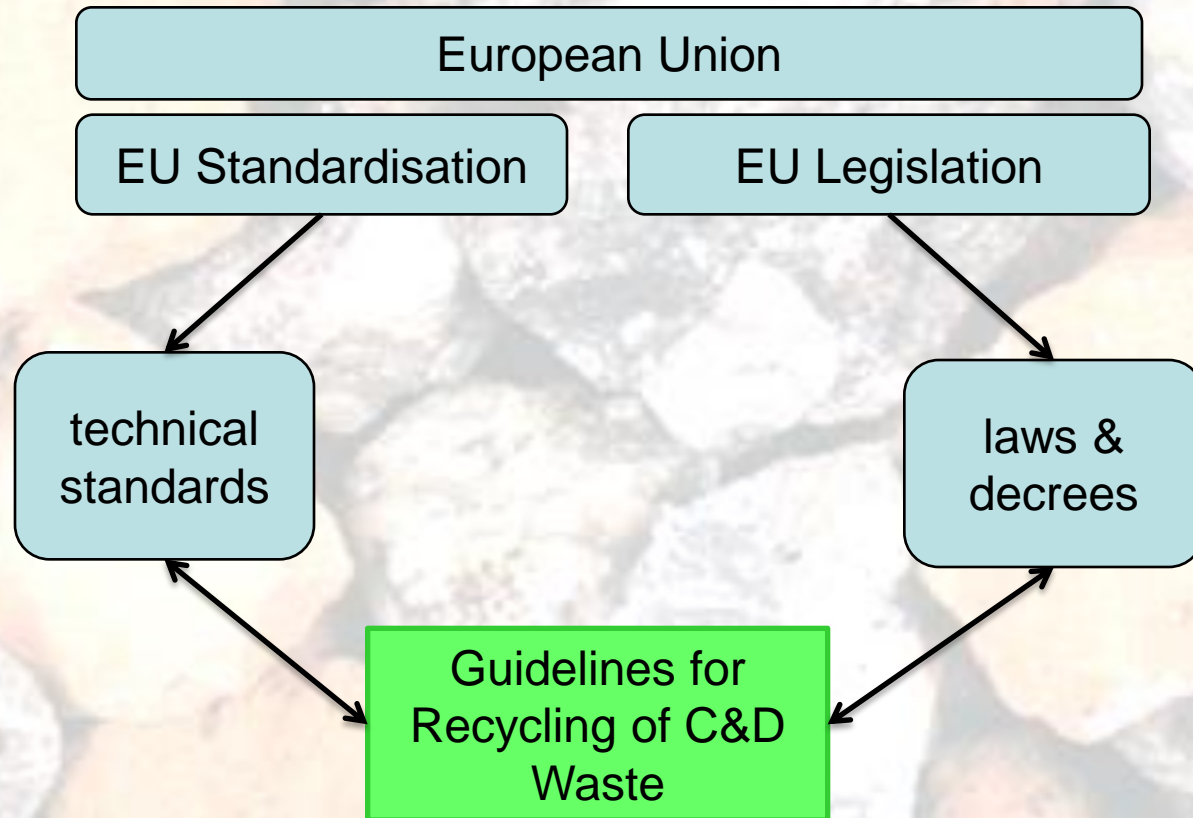 European Union
EU Standardisation
EU Legislation
technical
standards
laws &
decrees
Guidelines for
Recycling of C&D
Waste